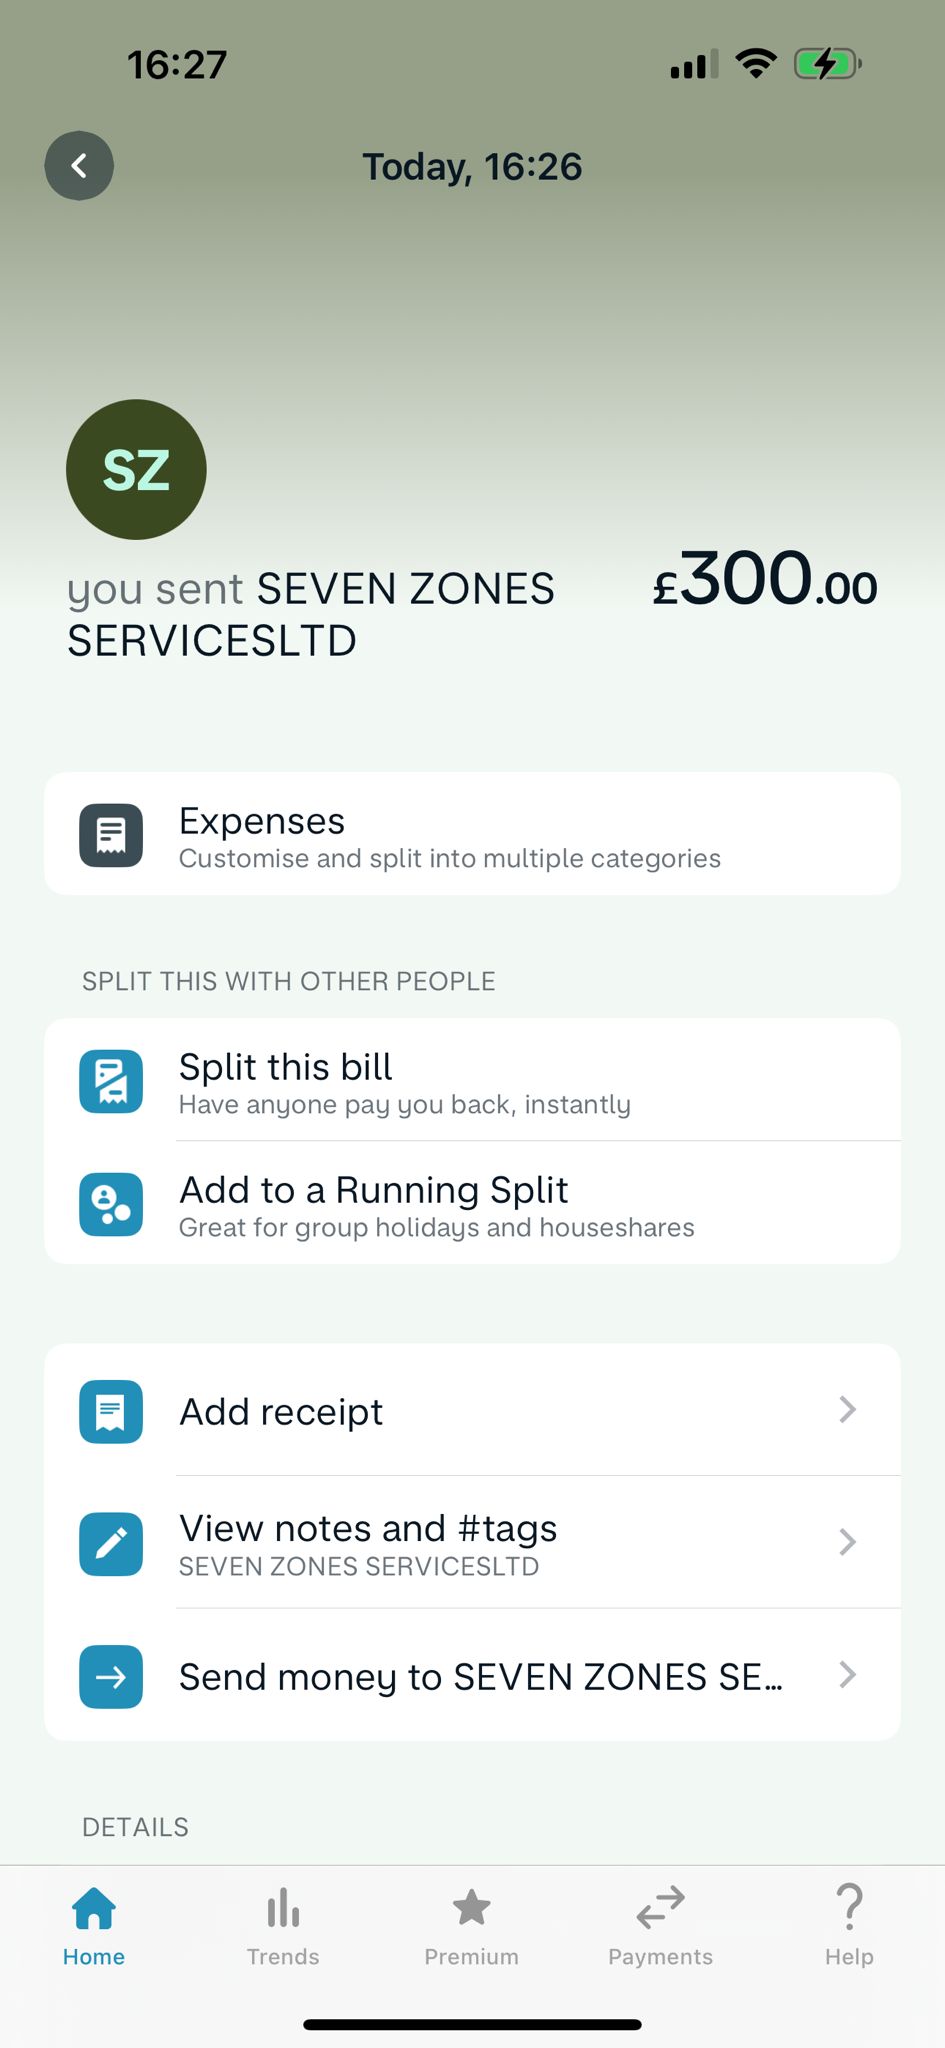 16:27
Today, 16:26
SZ
you sent SEVEN ZONES
SERVICESLTD
£300.00
Expenses
Customise and split into multiple categories
SPLIT THIS WITH OTHER PEOPLE
Split this bill
Have anyone pay you back, instantly
Add to a Running Split
Great for group holidays and houseshares
Add receipt
View notes and #tags
SEVEN ZONES SERVICESLTD
Send money to SEVEN ZONES SE...
DETAILS
Home
Trends
Premium
Payments
Help